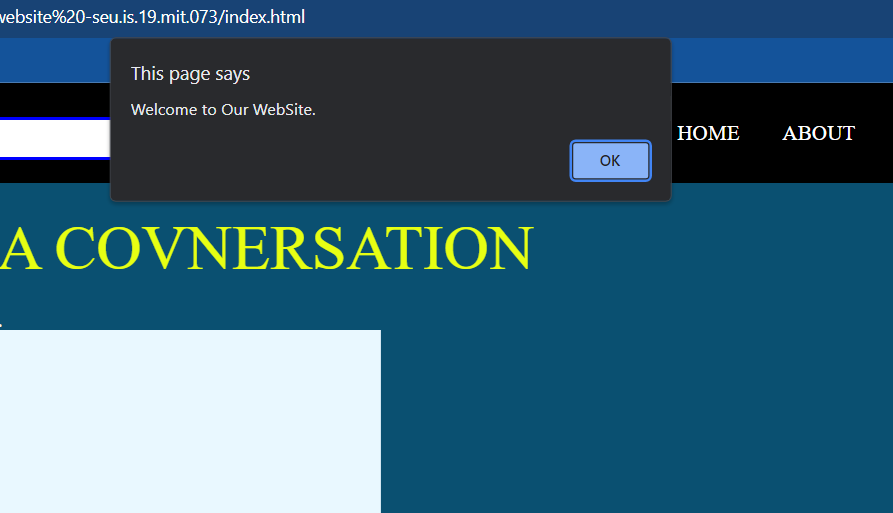 website%20-seu.is.19.mit.073/index.html
This page says
Welcome to Our WebSite.
OK
HOME ABOUT
A COVNERSATION
.